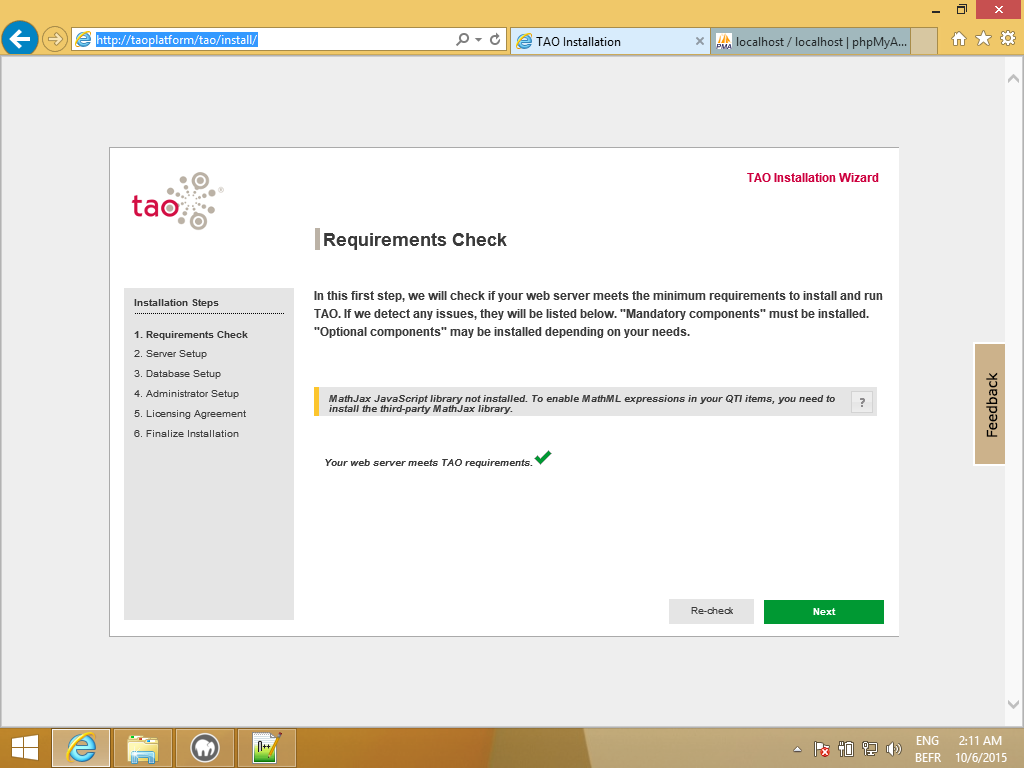 http://taoplatform/tao/install/
TAO Installation
localhost / localhost | phpMyA...
PMA
tao®
TAO Installation Wizard
Requirements Check
Installation Steps
1. Requirements Check
2. Server Setup
3. Database Setup
4. Administrator Setup
5. Licensing Agreement
6. Finalize Installation
In this first step, we will check if your web server meets the minimum requirements to install and run
TAO. If we detect any issues, they will be listed below. "Mandatory components" must be installed.
"Optional components" may be installed depending on your needs.
MathJax JavaScript library not installed. To enable MathML expressions in your QTI items, you need to
install the third-party MathJax library.
?
Your web server meets TAO requirements.
Re-check
Next
Feedback
ENG
BEFR
2:11 AM
10/6/2015